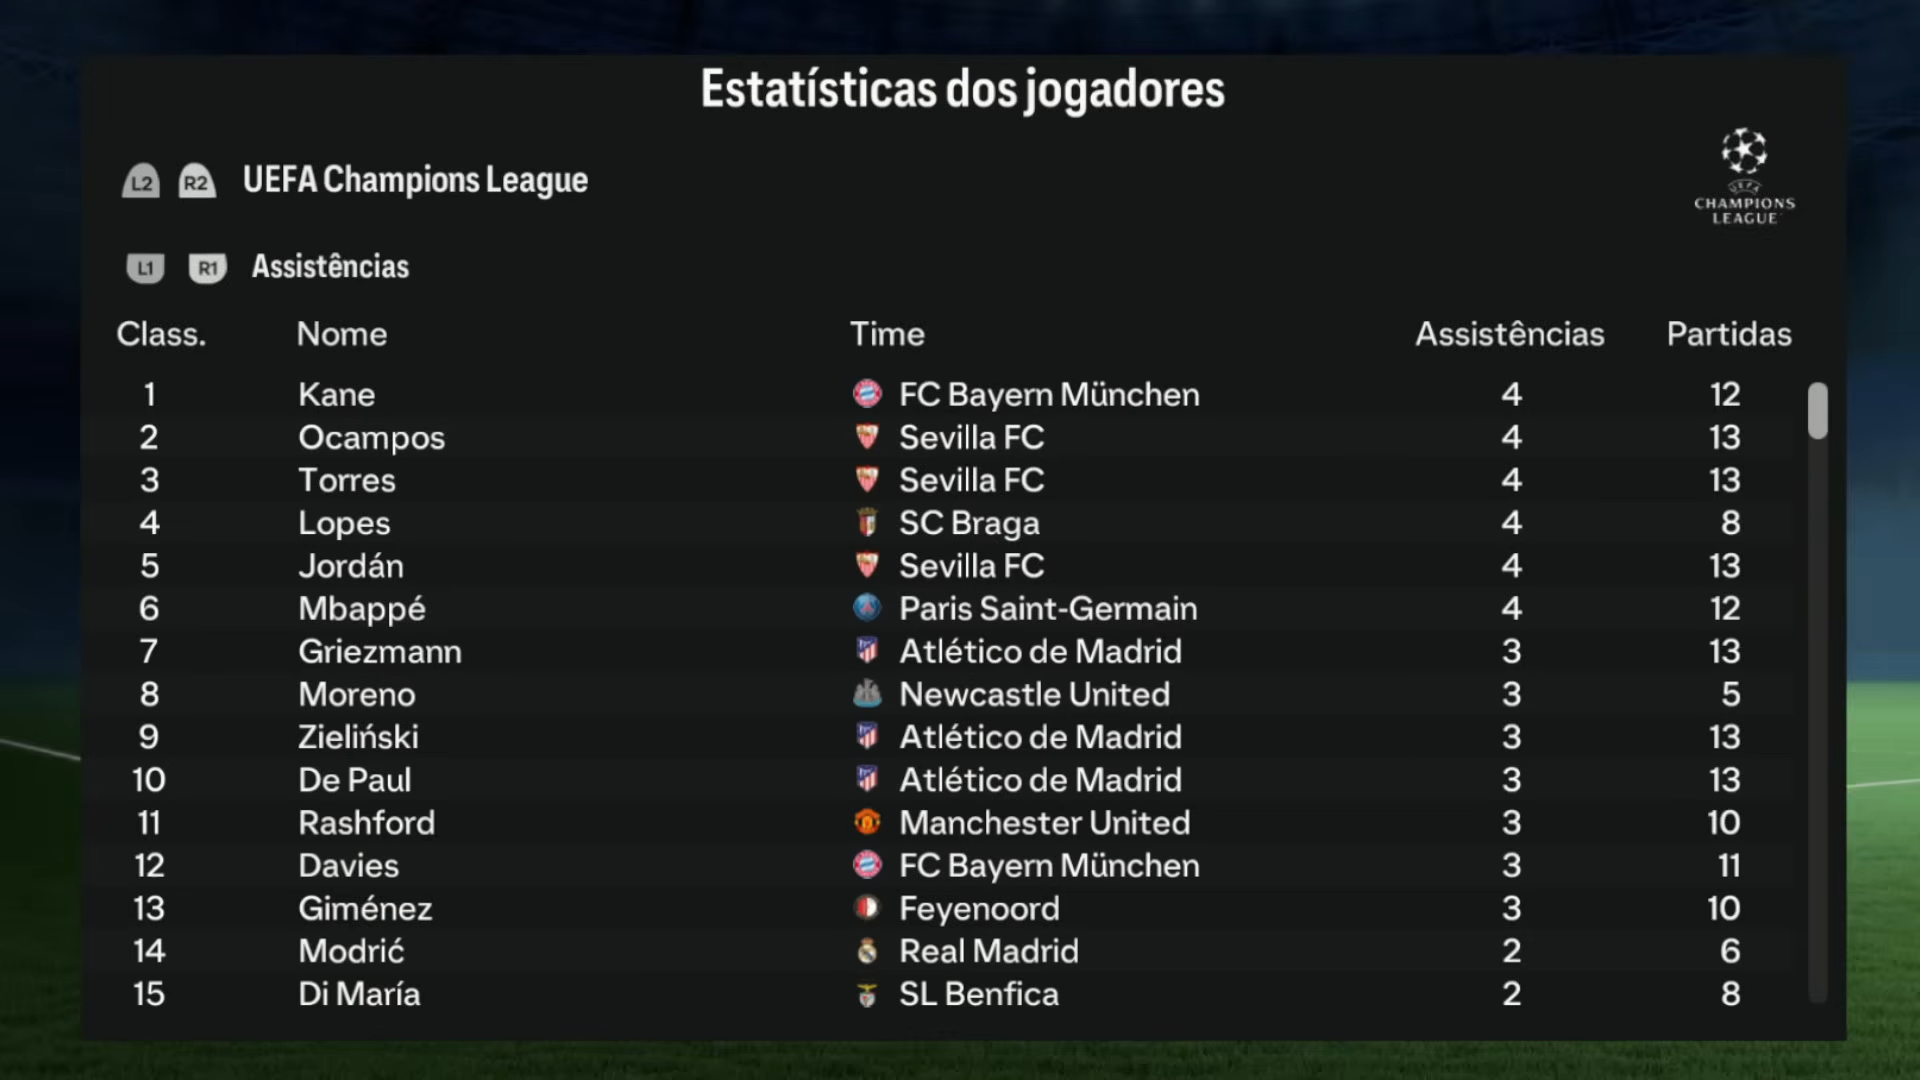 Estatísticas dos jogadores
L2 R2 UEFA Champions League
UEFA
CHAMPIONS
LEAGUE
L1 R1 Assistências
Class. Nome Time Assistências Partidas
1 Kane FC Bayern München 4 12
2 Ocampos Sevilla FC 4 13
3 Torres Sevilla FC 4 13
4 Lopes SC Braga 4 8
5 Jordán Sevilla FC 4 13
6 Mbappé Paris Saint-Germain 4 12
7 Griezmann Atlético de Madrid 3 13
8 Moreno Newcastle United 3 5
9 Zieliński Atlético de Madrid 3 13
10 De Paul Atlético de Madrid 3 13
11 Rashford Manchester United 3 10
12 Davies FC Bayern München 3 11
13 Giménez Feyenoord 3 10
14 Modrić Real Madrid 2 6
15 Di María SL Benfica 2 8